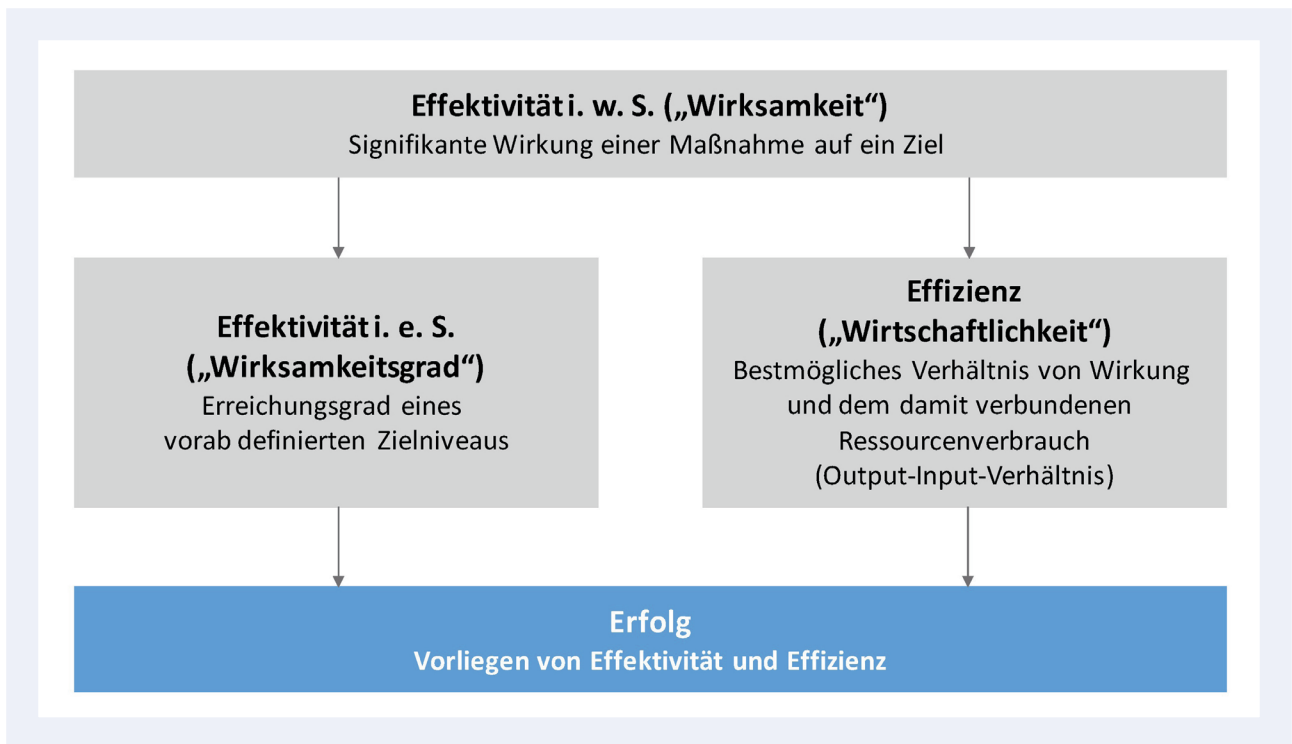 Effektivität i. w. S. („Wirksamkeit“)
Signifikante Wirkung einer Maßnahme auf ein Ziel
Effektivität i. e. S.
(„Wirksamkeitsgrad“)
Erreichungsgrad eines
vorab definierten Zielniveaus
Effizienz
(„Wirtschaftlichkeit“)
Bestmögliches Verhältnis von Wirkung
und dem damit verbundenen
Ressourcenverbrauch
(Output-Input-Verhältnis)
Erfolg
Vorliegen von Effektivität und Effizienz